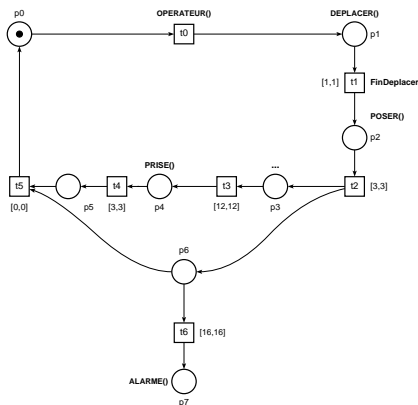 p0
OPERATEUR()
DEPLACER()
t0
p1
[1,1]
t1
FinDeplacer
POSER()
p2
PRISE()
...
t5
t4
t3
t2
[3,3]
[0,0]
p5
[3,3]
p4
[12,12]
p3
p6
t6
[16,16]
ALARME()
p7